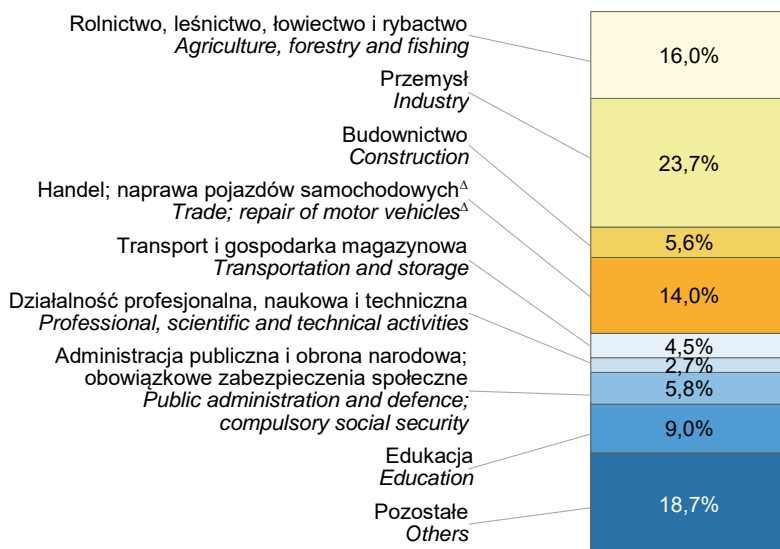 Rolnictwo, leśnictwo, łowiectwo i rybactwo
Agriculture, forestry and fishing
16,0%
Przemysł
Industry
23,7%
Budownictwo
Construction
5,6%
Handel; naprawa pojazdów samochodowychᐃ
Trade; repair of motor vehiclesᐃ
14,0%
Transport i gospodarka magazynowa
Transportation and storage
4,5%
Działalność profesjonalna, naukowa i techniczna
Professional, scientific and technical activities
2,7%
Administracja publiczna i obrona narodowa;
obowiązkowe zabezpieczenia społeczne
Public administration and defence;
compulsory social security
5,8%
Edukacja
Education
9,0%
Pozostałe
Others
18,7%